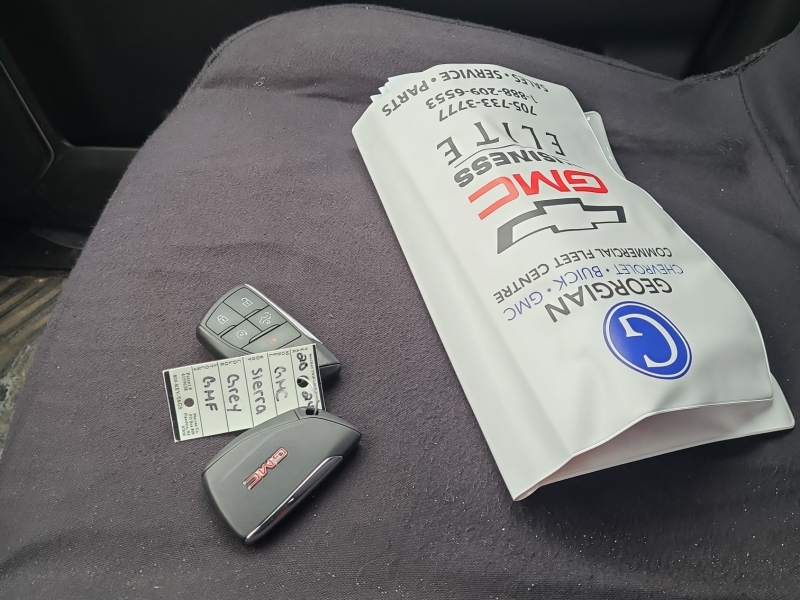 G
GEORGIAN
CHEVROLET • BUICK • GMC
COMMERCIAL FLEET CENTRE
GMC
BUSINESS
ELITE
705-733-3777
1-888-209-6553
SALES • SERVICE • PARTS
GMC
Sierra
Grey
GMF
GMC